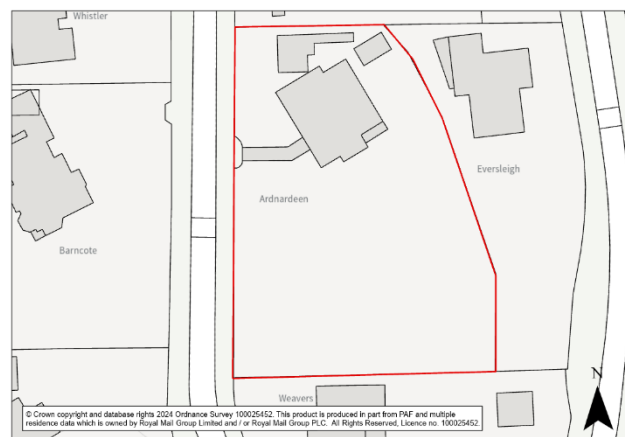 Whistler
Eversleigh
Ardnardeen
Barncote
N
Weavers
© Crown copyright and database rights 2024 Ordnance Survey 100025452. This product is produced in part from PAF and multiple
residence data which is owned by Royal Mail Group Limited and / or Royal Mail Group PLC. All Rights Reserved, Licence no. 100025452.